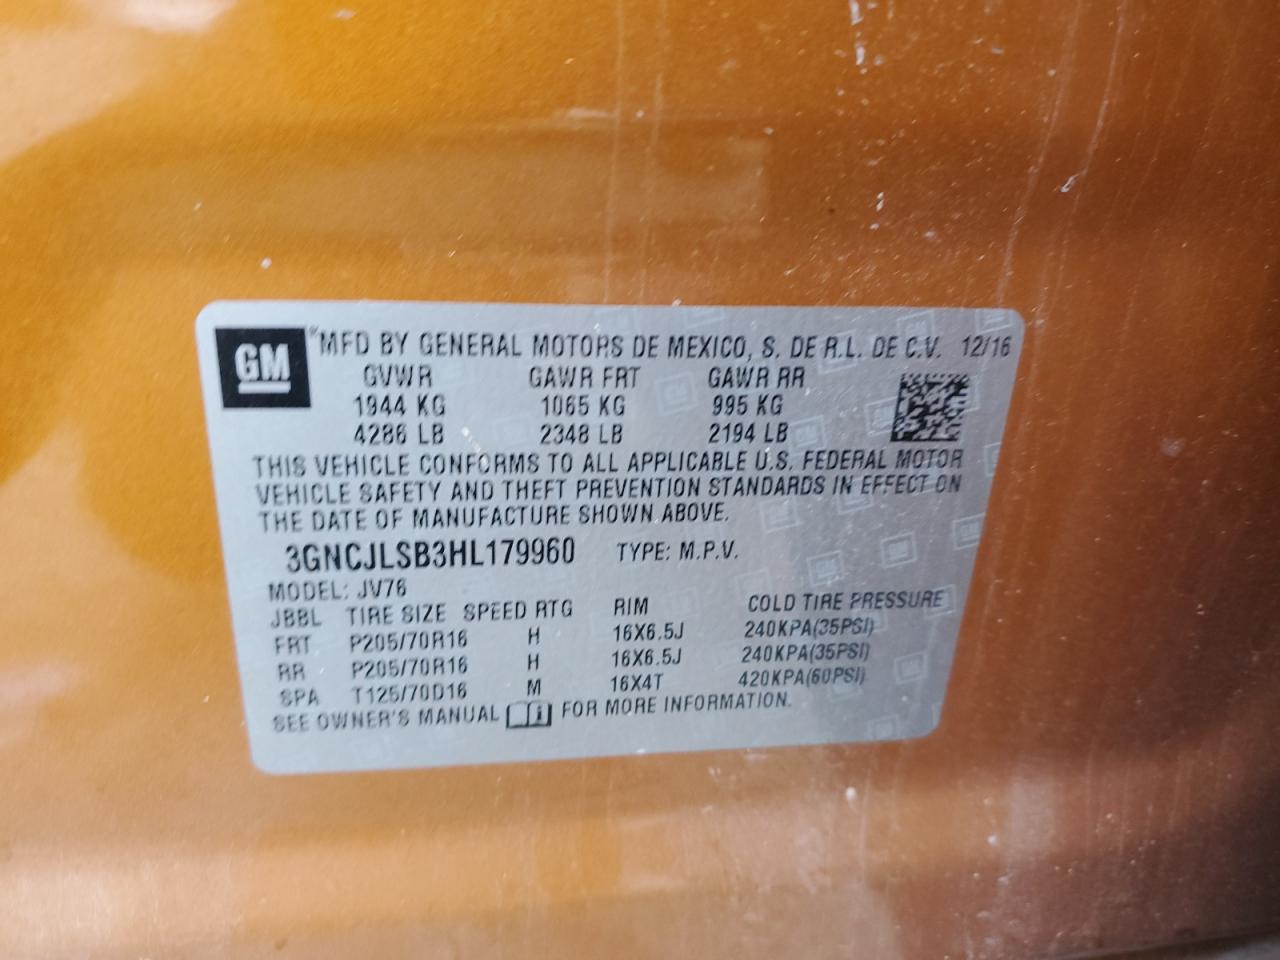 GM
MFD BY GENERAL MOTORS DE MEXICO, S. DE R.L. DE C.V. 12/16
GVWR GAWR FRT GAWR RR
1944 KG 1065 KG 995 KG
4286 LB 2348 LB 2194 LB
THIS VEHICLE CONFORMS TO ALL APPLICABLE U.S. FEDERAL MOTOR
VEHICLE SAFETY AND THEFT PREVENTION STANDARDS IN EFFECT ON
THE DATE OF MANUFACTURE SHOWN ABOVE.
3GNCJLSB3HL179960 TYPE: M.P.V.
MODEL: JV76
JBBL TIRE SIZE SPEED RTG RIM COLD TIRE PRESSURE
FRT P205/70R16 H 16X6.5J 240KPA(35PSI)
RR P205/70R16 H 16X6.5J 240KPA(35PSI)
SPA T125/70D16 M 16X4T 420KPA(60PSI)
SEE OWNER'S MANUAL FOR MORE INFORMATION.